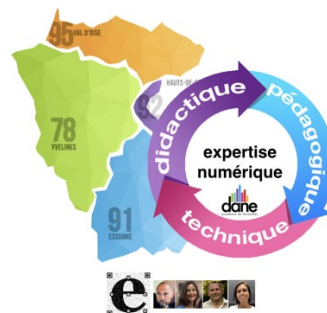 95 VAL D'OISE
HAUTS-DE-
92
78
YVELINES
91
ESSONNE
didactique
pédagogique
technique
expertise
numérique
dane
e